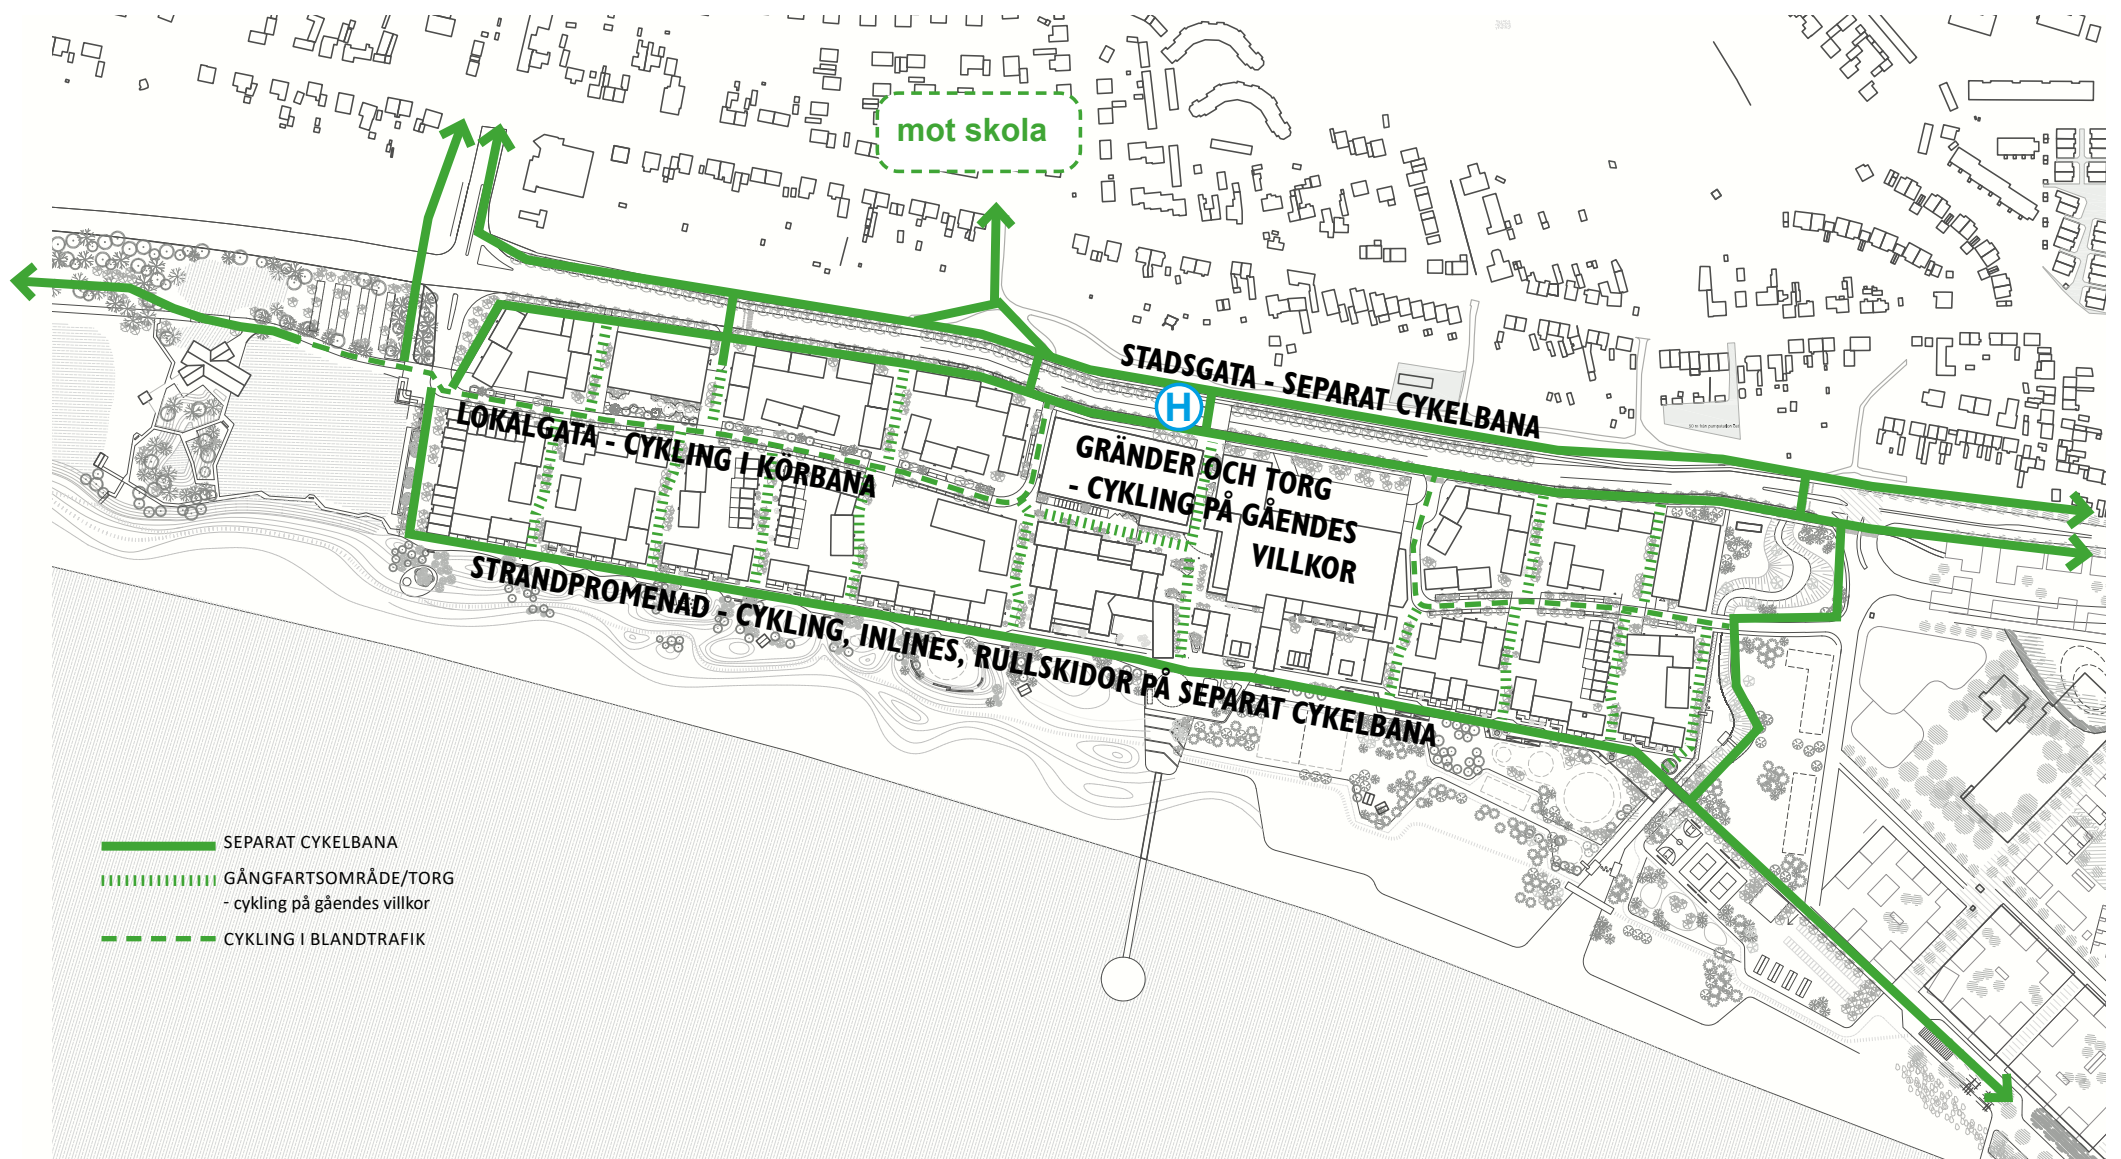 mot skola
STADSGATA - SEPARAT CYKELBANA
H
LOKALGATA - CYKLING I KÖRBANA
GRÄNDER OCH TORG
- CYKLING PÅ GÅENDES
VILLKOR
STRANDPROMENAD - CYKLING, INLINES, RULLSKIDOR PÅ SEPARAT CYKELBANA
SEPARAT CYKELBANA
GÅNGFARTSOMRÅDE/TORG
- cykling på gåendes villkor
CYKLING I BLANDTRAFIK